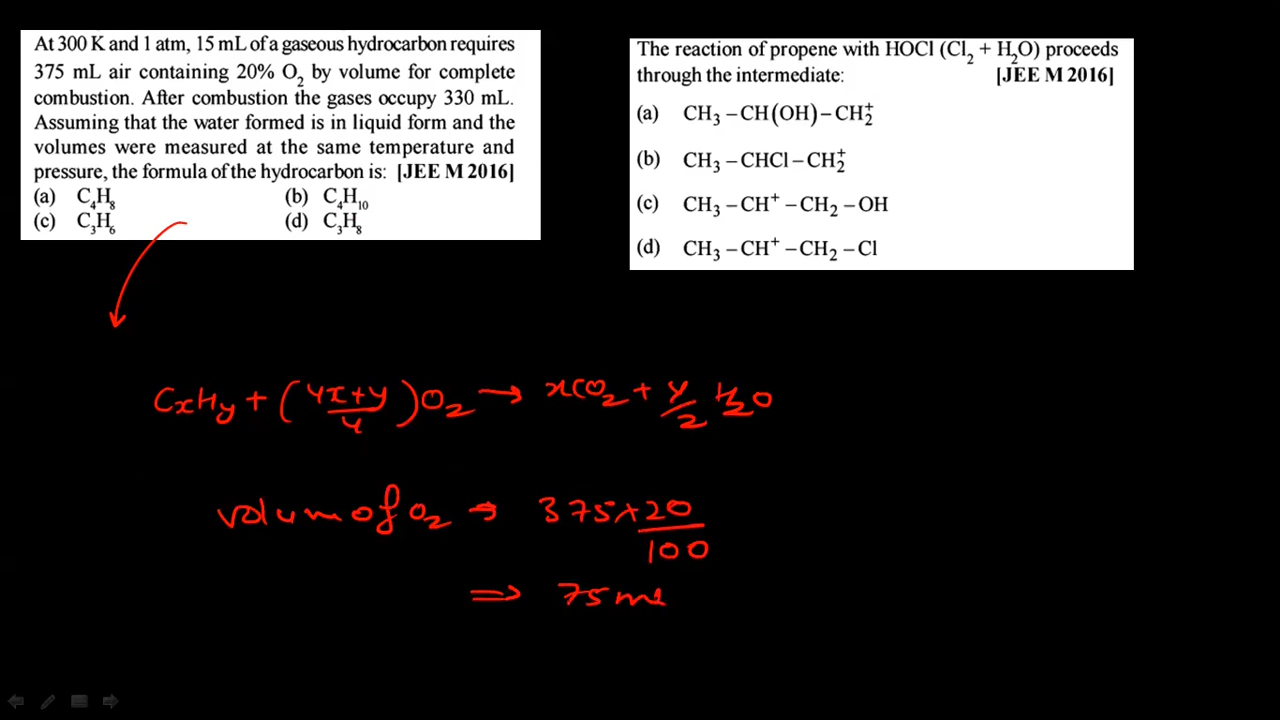 At 300 K and 1 atm, 15 mL of a gaseous hydrocarbon requires
375 mL air containing 20% O₂ by volume for complete
combustion. After combustion the gases occupy 330 mL.
Assuming that the water formed is in liquid form and the
volumes were measured at the same temperature and
pressure, the formula of the hydrocarbon is: [JEE M 2016]
(a) C₄H₈ (b) C₄H₁₀
(c) C₃H₆ (d) C₃H₈
The reaction of propene with HOCl (Cl₂ + H₂O) proceeds
through the intermediate: [JEE M 2016]
(a) CH₃ – CH(OH) – CH₂⁺
(b) CH₃ – CHCl – CH₂⁺
(c) CH₃ – CH⁺ – CH₂ – OH
(d) CH₃ – CH⁺ – CH₂ – Cl
CxHy + (4x+y/4) O₂ → xCO₂ + y/2 H₂O
volum of O₂ → 375 × 20/100
⇒ 75 ml